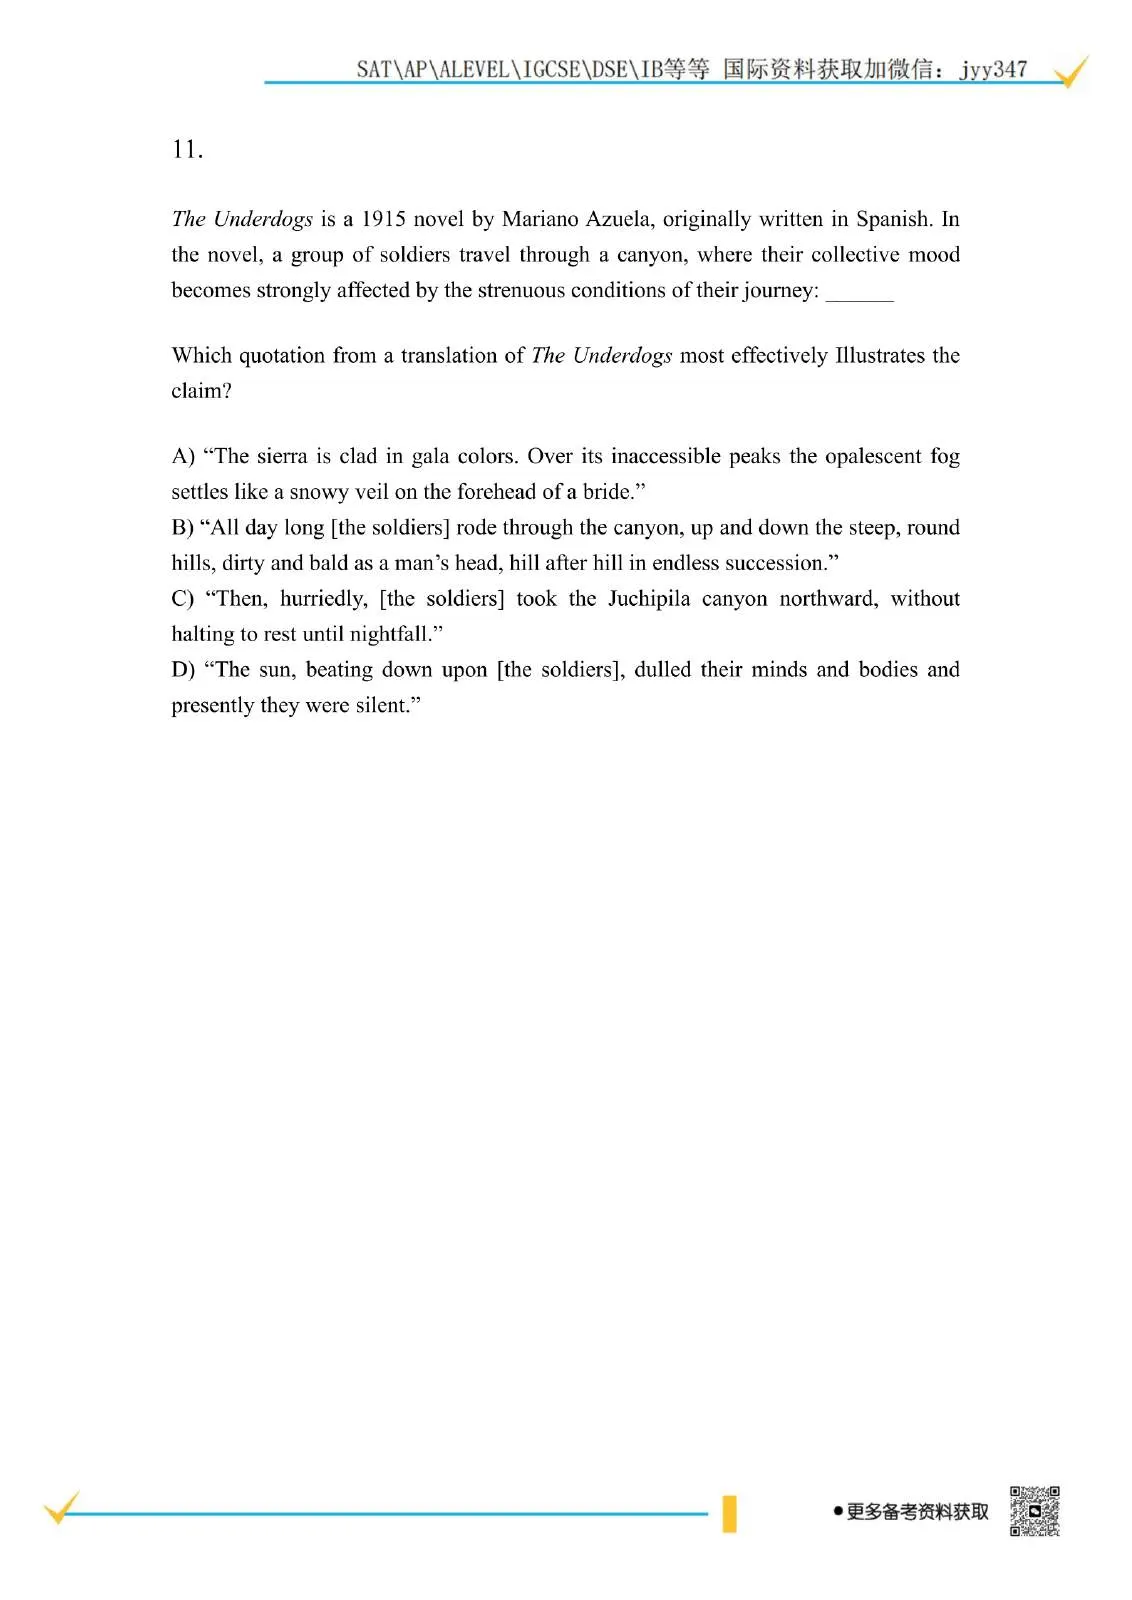 SAT\AP\ALEVEL\IGCSE\DSE\IB等等 国际资料获取加微信：jyy347
11.
The Underdogs is a 1915 novel by Mariano Azuela, originally written in Spanish. In
the novel, a group of soldiers travel through a canyon, where their collective mood
becomes strongly affected by the strenuous conditions of their journey: ______
Which quotation from a translation of The Underdogs most effectively Illustrates the
claim?
A) “The sierra is clad in gala colors. Over its inaccessible peaks the opalescent fog
settles like a snowy veil on the forehead of a bride.”
B) “All day long [the soldiers] rode through the canyon, up and down the steep, round
hills, dirty and bald as a man’s head, hill after hill in endless succession.”
C) “Then, hurriedly, [the soldiers] took the Juchipila canyon northward, without
halting to rest until nightfall.”
D) “The sun, beating down upon [the soldiers], dulled their minds and bodies and
presently they were silent.”
●更多备考资料获取